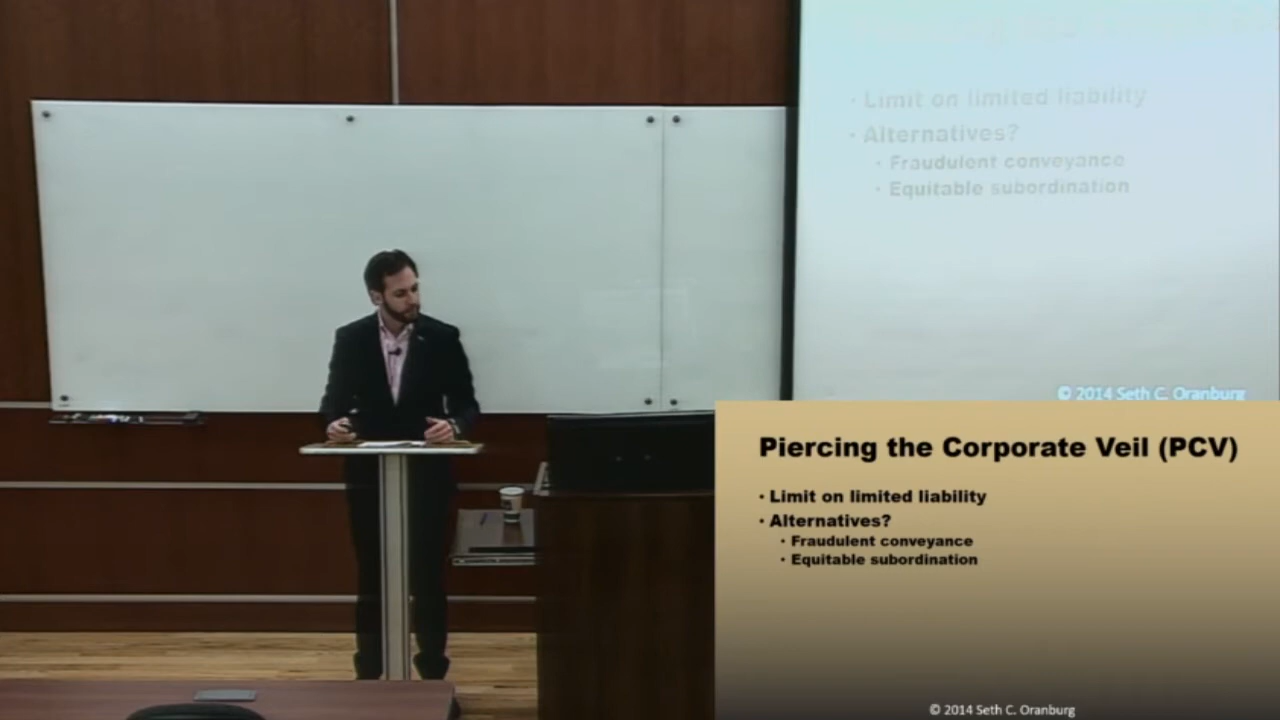 • Limit on limited liability
• Alternatives?
• Fraudulent conveyance
• Equitable subordination
© 2014 Seth C. Oranburg
Piercing the Corporate Veil (PCV)
• Limit on limited liability
• Alternatives?
• Fraudulent conveyance
• Equitable subordination
© 2014 Seth C. Oranburg